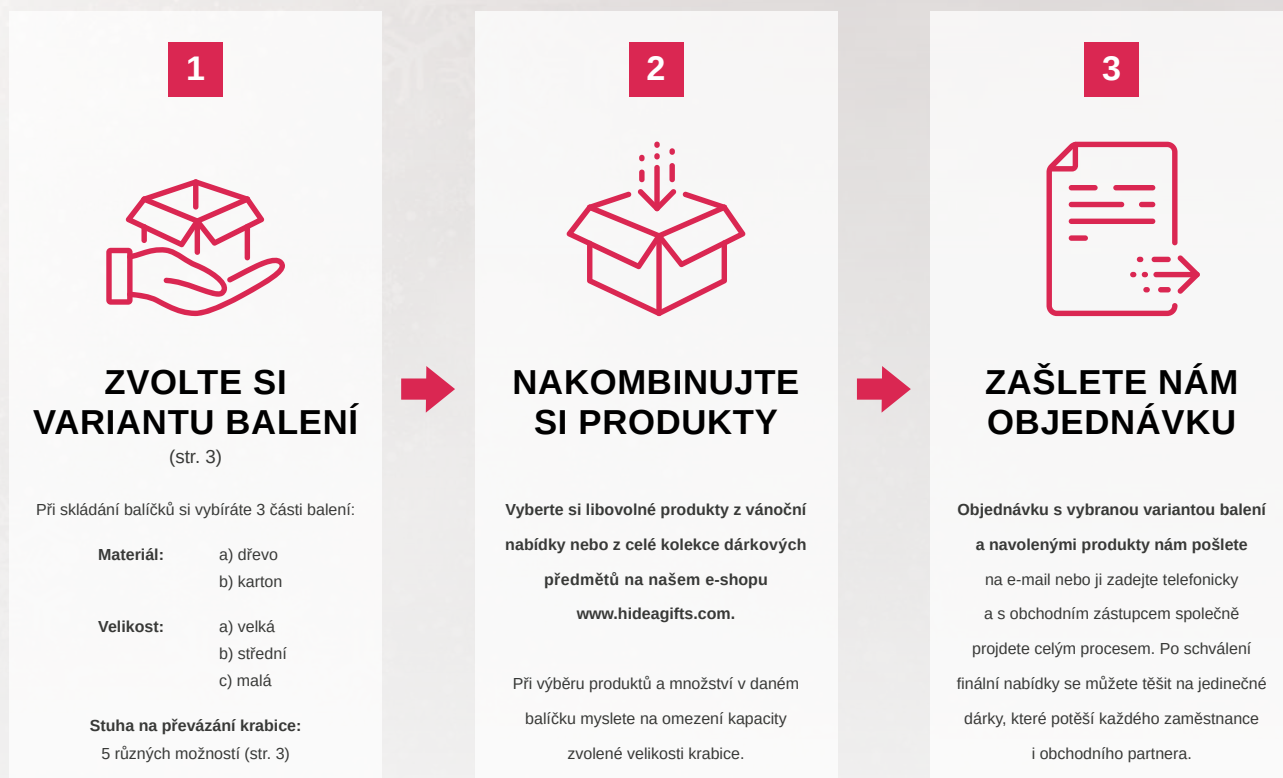 1
ZVOLTE SI
VARIANTU BALENÍ
(str. 3)
Při skládání balíčků si vybíráte 3 části balení:
Materiál: a) dřevo
b) karton
Velikost: a) velká
b) střední
c) malá
Stuha na převázání krabice:
5 různých možností (str. 3)
2
NAKOMBINUJTE
SI PRODUKTY
Vyberte si libovolné produkty z vánoční
nabídky nebo z celé kolekce dárkových
předmětů na našem e-shopu
www.hideagifts.com.
Při výběru produktů a množství v daném
balíčku myslete na omezení kapacity
zvolené velikosti krabice.
3
ZAŠLETE NÁM
OBJEDNÁVKU
Objednávku s vybranou variantou balení
a navolenými produkty nám pošlete
na e-mail nebo ji zadejte telefonicky
a s obchodním zástupcem společně
projdete celým procesem. Po schválení
finální nabídky se můžete těšit na jedinečné
dárky, které potěší každého zaměstnance
i obchodního partnera.